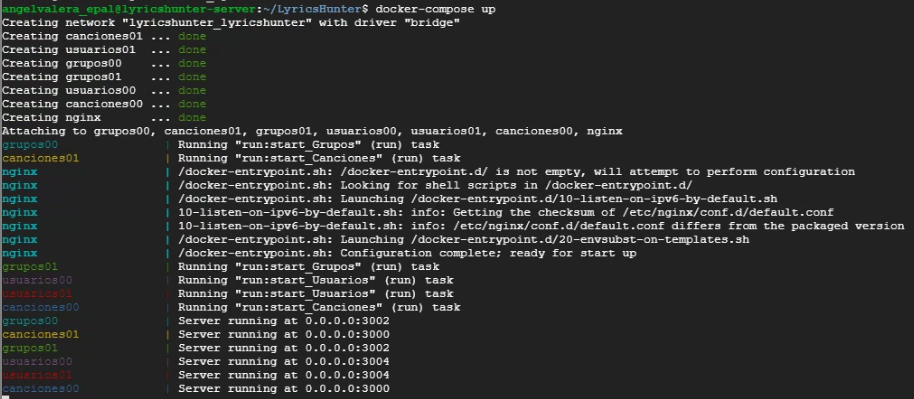 angelvalera_epal@lyricshunter-server:~/LyricsHunter$ docker-compose up
Creating network "lyricshunter_lyricshunter" with driver "bridge"
Creating canciones01 ... done
Creating usuarios01 ... done
Creating grupos00 ... done
Creating grupos01 ... done
Creating usuarios00 ... done
Creating canciones00 ... done
Creating nginx ... done
Attaching to grupos00, canciones01, grupos01, usuarios00, usuarios01, canciones00, nginx
grupos00 | Running "run:start_Grupos" (run) task
canciones01 | Running "run:start_Canciones" (run) task
nginx | /docker-entrypoint.sh: /docker-entrypoint.d/ is not empty, will attempt to perform configuration
nginx | /docker-entrypoint.sh: Looking for shell scripts in /docker-entrypoint.d/
nginx | /docker-entrypoint.sh: Launching /docker-entrypoint.d/10-listen-on-ipv6-by-default.sh
nginx | 10-listen-on-ipv6-by-default.sh: info: Getting the checksum of /etc/nginx/conf.d/default.conf
nginx | 10-listen-on-ipv6-by-default.sh: info: /etc/nginx/conf.d/default.conf differs from the packaged version
nginx | /docker-entrypoint.sh: Launching /docker-entrypoint.d/20-envsubst-on-templates.sh
nginx | /docker-entrypoint.sh: Configuration complete; ready for start up
grupos01 | Running "run:start_Grupos" (run) task
usuarios00 | Running "run:start_Usuarios" (run) task
usuarios01 | Running "run:start_Usuarios" (run) task
canciones00 | Running "run:start_Canciones" (run) task
grupos00 | Server running at 0.0.0.0:3002
canciones01 | Server running at 0.0.0.0:3000
grupos01 | Server running at 0.0.0.0:3002
usuarios00 | Server running at 0.0.0.0:3004
usuarios01 | Server running at 0.0.0.0:3004
canciones00 | Server running at 0.0.0.0:3000